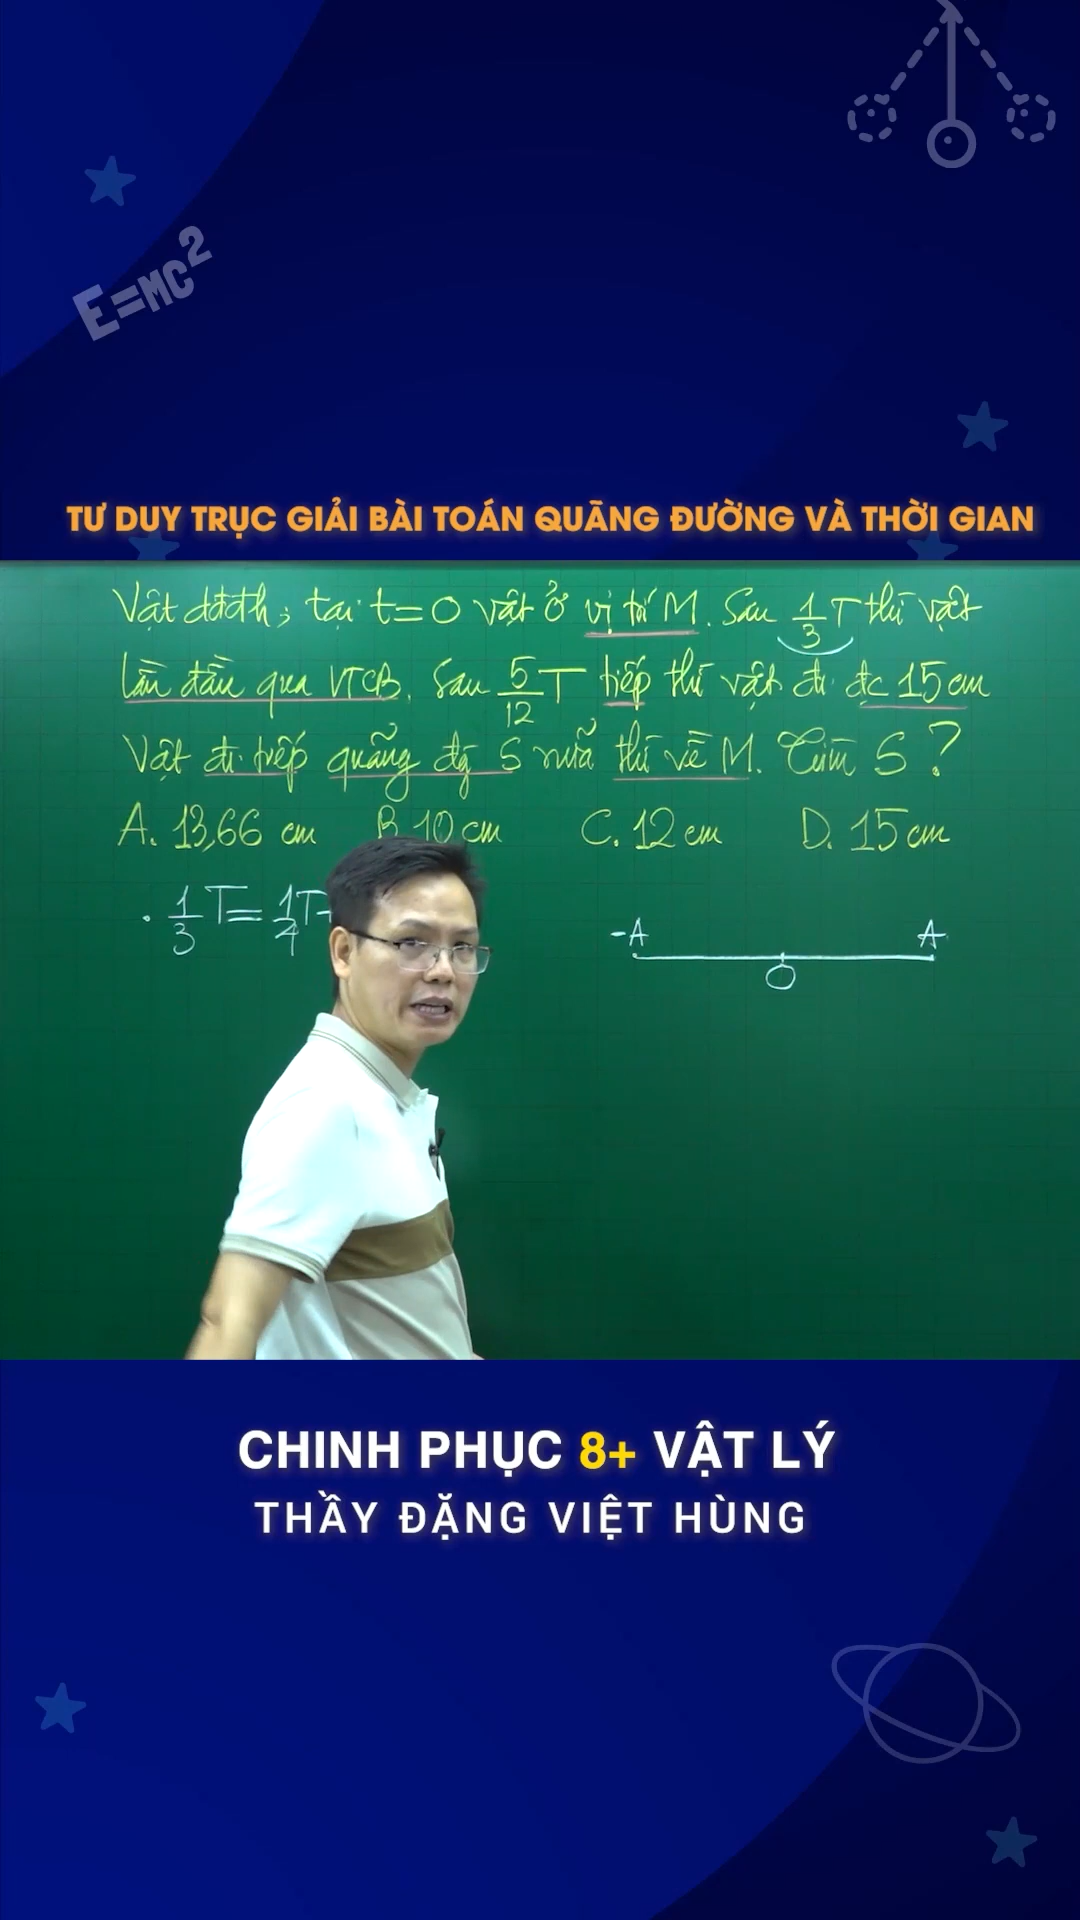 E=MC²
TƯ DUY TRỤC GIẢI BÀI TOÁN QUÃNG ĐƯỜNG VÀ THỜI GIAN
Vật dđđh, tại t=0 vật ở vị trí M. Sau 1/3 T thì vật
lần đầu qua VTCB. Sau 5/12 T tiếp thì vật đi đc 15 cm
Vật đi tiếp quãng đg S nữa thì về M. Tìm S?
A. 13,66 cm B. 10 cm C. 12 cm D. 15 cm
. 1/3 T = 1/4 T
-A O A
CHINH PHỤC 8+ VẬT LÝ
THẦY ĐẶNG VIỆT HÙNG